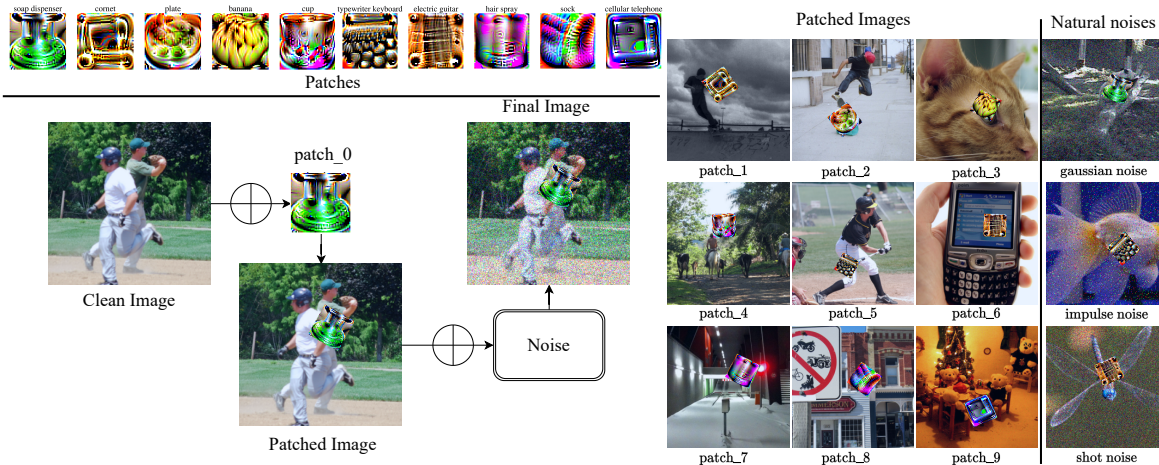 soap dispenser
cornet
plate
banana
cup
typewriter keyboard
electric guitar
hair spray
sock
cellular telephone
Patches
Final Image
patch_0
Clean Image
Noise
Patched Image
Patched Images
patch_1
patch_2
patch_3
patch_4
patch_5
patch_6
patch_7
patch_8
patch_9
Natural noises
gaussian noise
impulse noise
shot noise